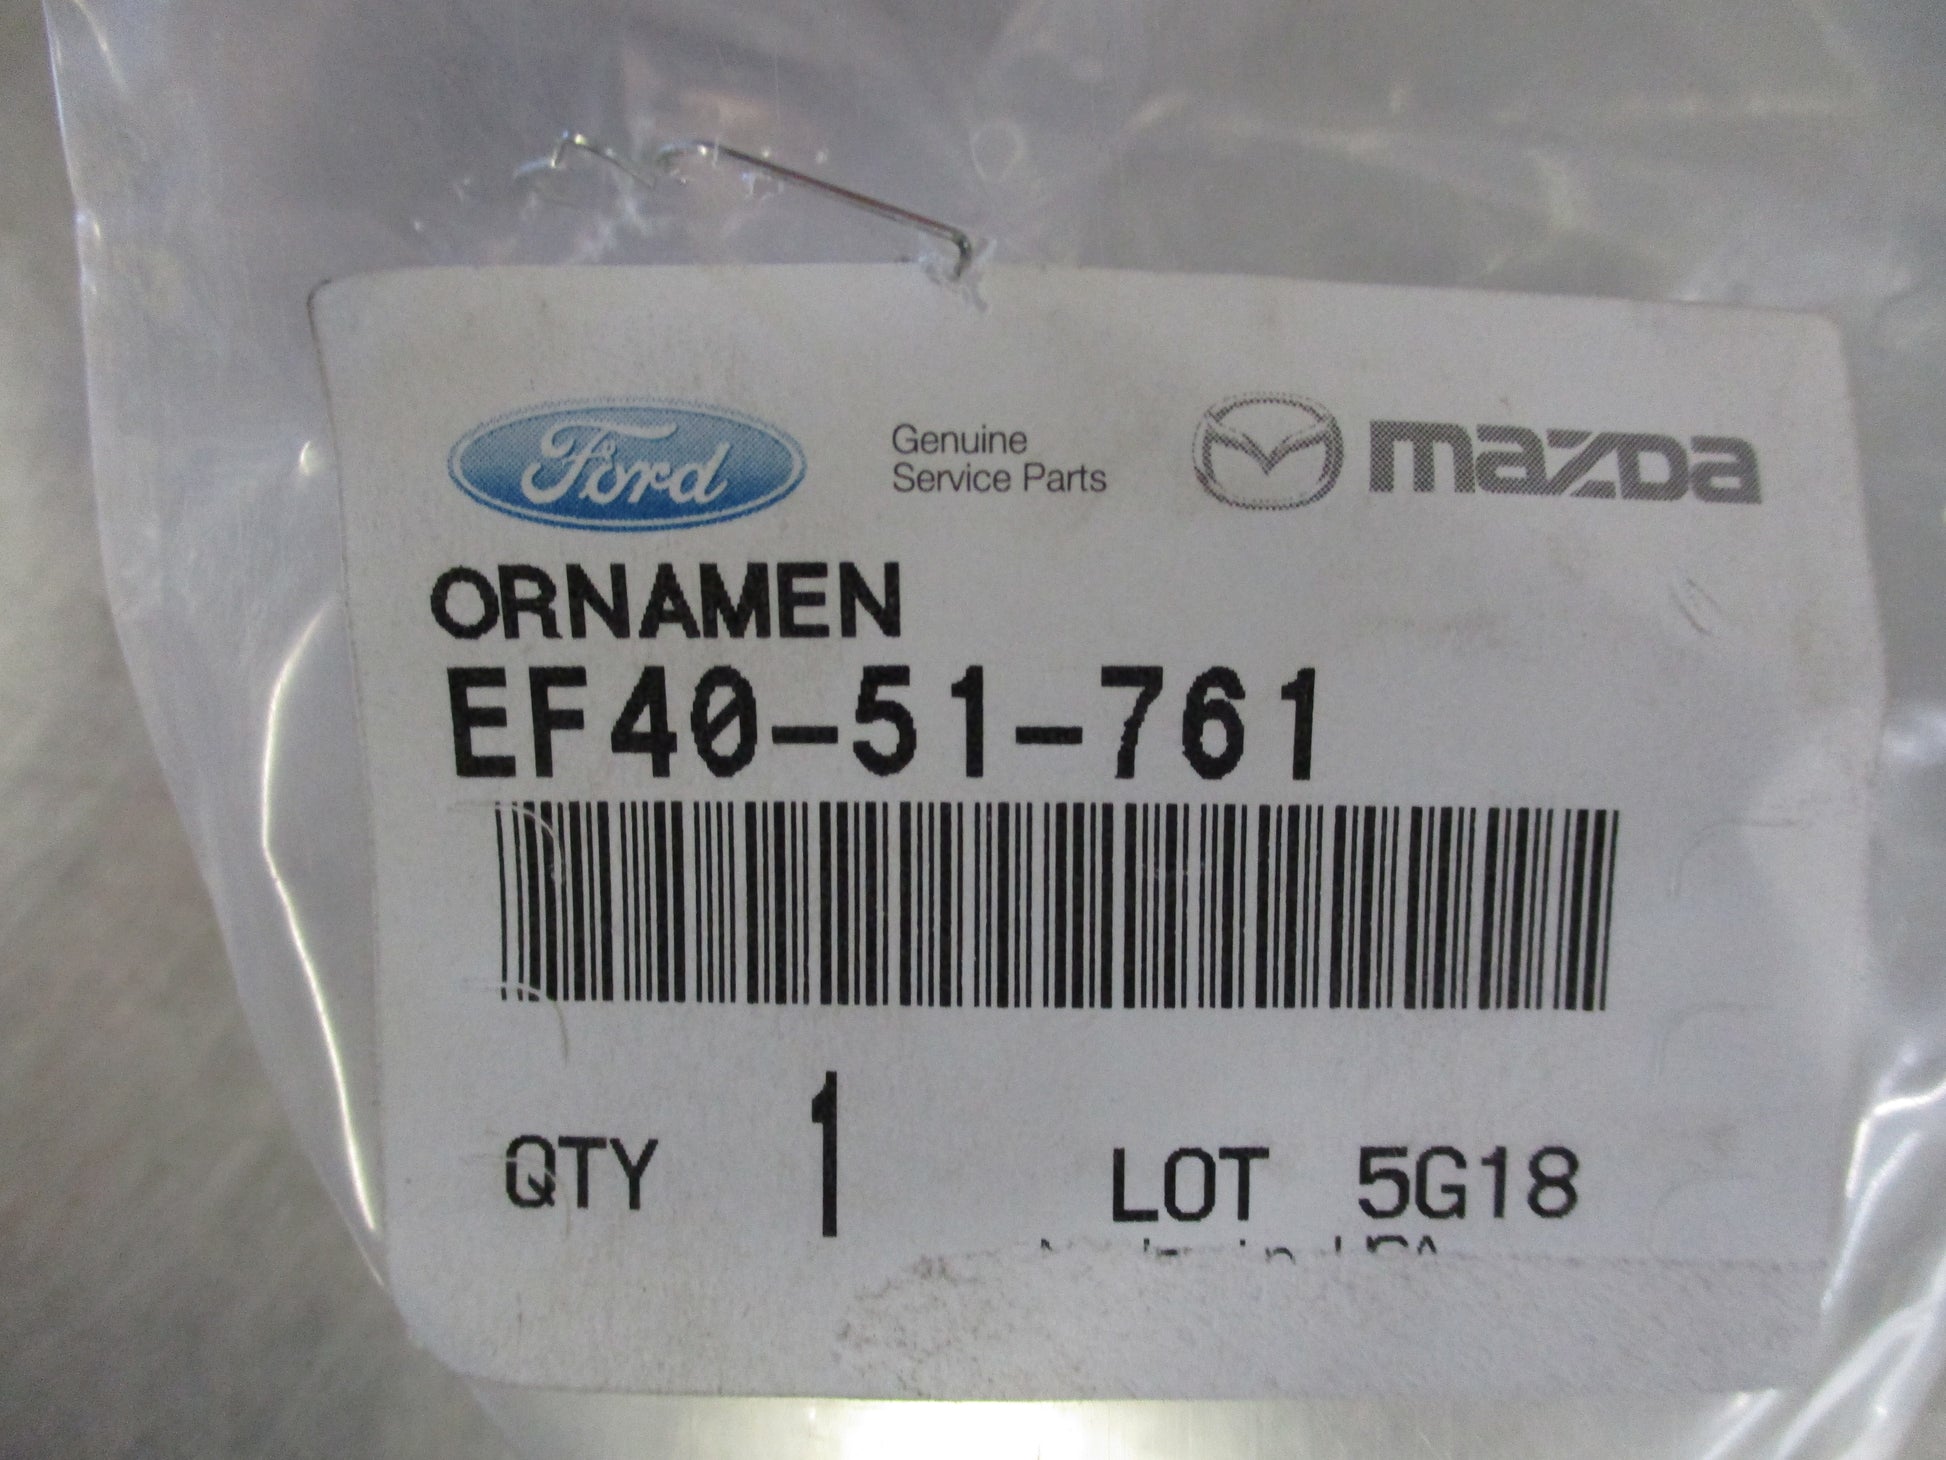 Ford
Genuine
Service Parts
mazda
ORNAMEN
EF40-51-761
QTY 1 LOT 5G18